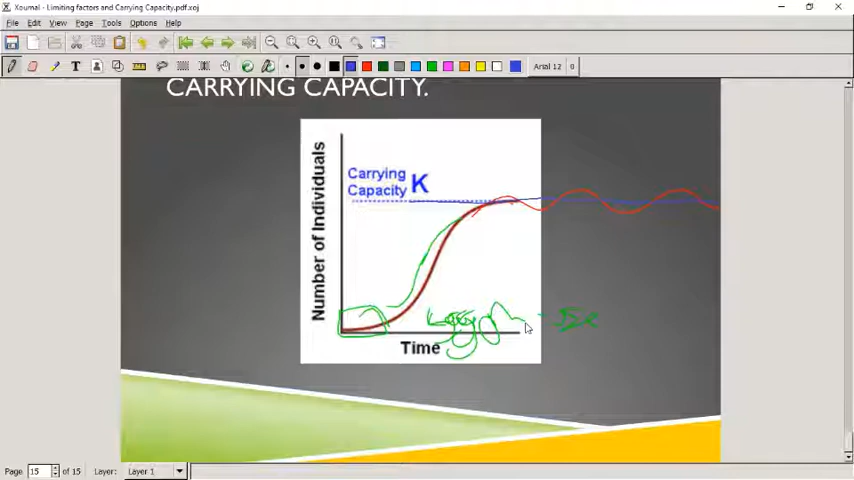 Xournal - Limiting factors and Carrying Capacity.pdf.xoj
File Edit View Page Tools Options Help
Arial 12 0
CARRYING CAPACITY.
Carrying
Capacity K
Number of Individuals
Time
Page 15 of 15 Layer: Layer 1